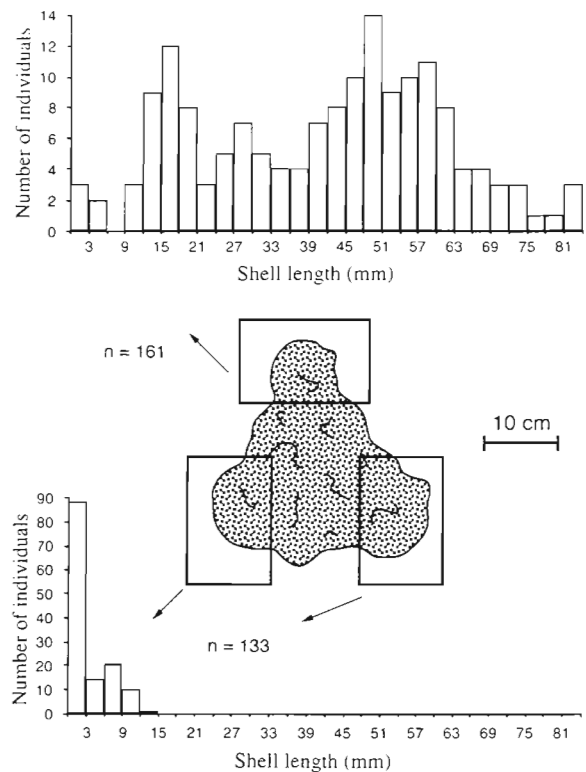 14
12
10
8
6
4
2
0
Number of individuals
3 9 15 21 27 33 39 45 51 57 63 69 75 81
Shell length (mm)
n = 161
10 cm
90
80
70
60
50
40
30
20
10
0
Number of individuals
n = 133
3 9 15 21 27 33 39 45 51 57 63 69 75 81
Shell length (mm)